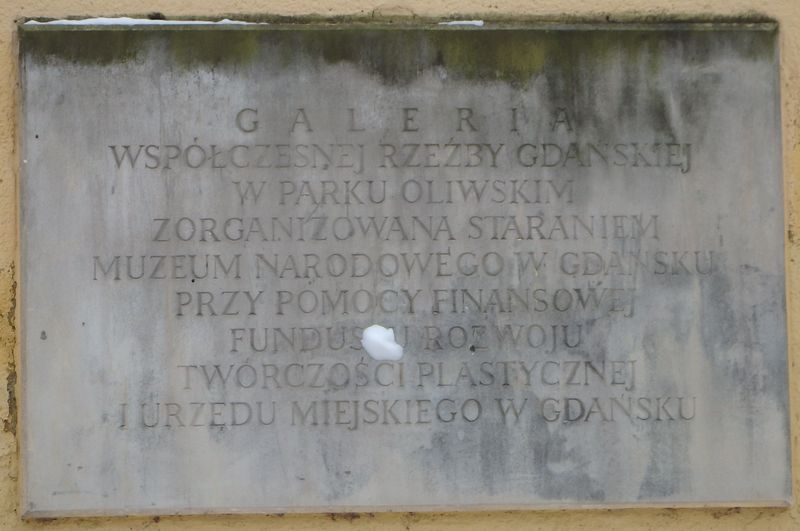 GALERIA
WSPÓŁCZESNEJ RZEŹBY GDAŃSKIEJ
W PARKU OLIWSKIM
ZORGANIZOWANA STARANIEM
MUZEUM NARODOWEGO W GDAŃSKU
PRZY POMOCY FINANSOWEJ
FUNDUSZU ROZWOJU
TWÓRCZOŚCI PLASTYCZNEJ
I URZĘDU MIEJSKIEGO W GDAŃSKU